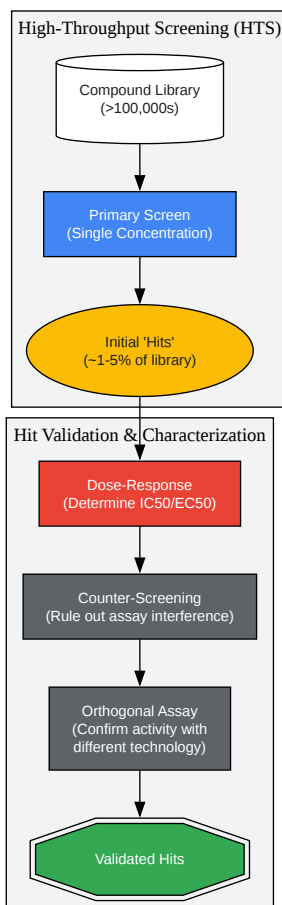 High-Throughput Screening (HTS)
Compound Library
(>100,000s)
Primary Screen
(Single Concentration)
Initial 'Hits'
(~1-5% of library)
Hit Validation & Characterization
Dose-Response
(Determine IC50/EC50)
Counter-Screening
(Rule out assay interference)
Orthogonal Assay
(Confirm activity with
different technology)
Validated Hits